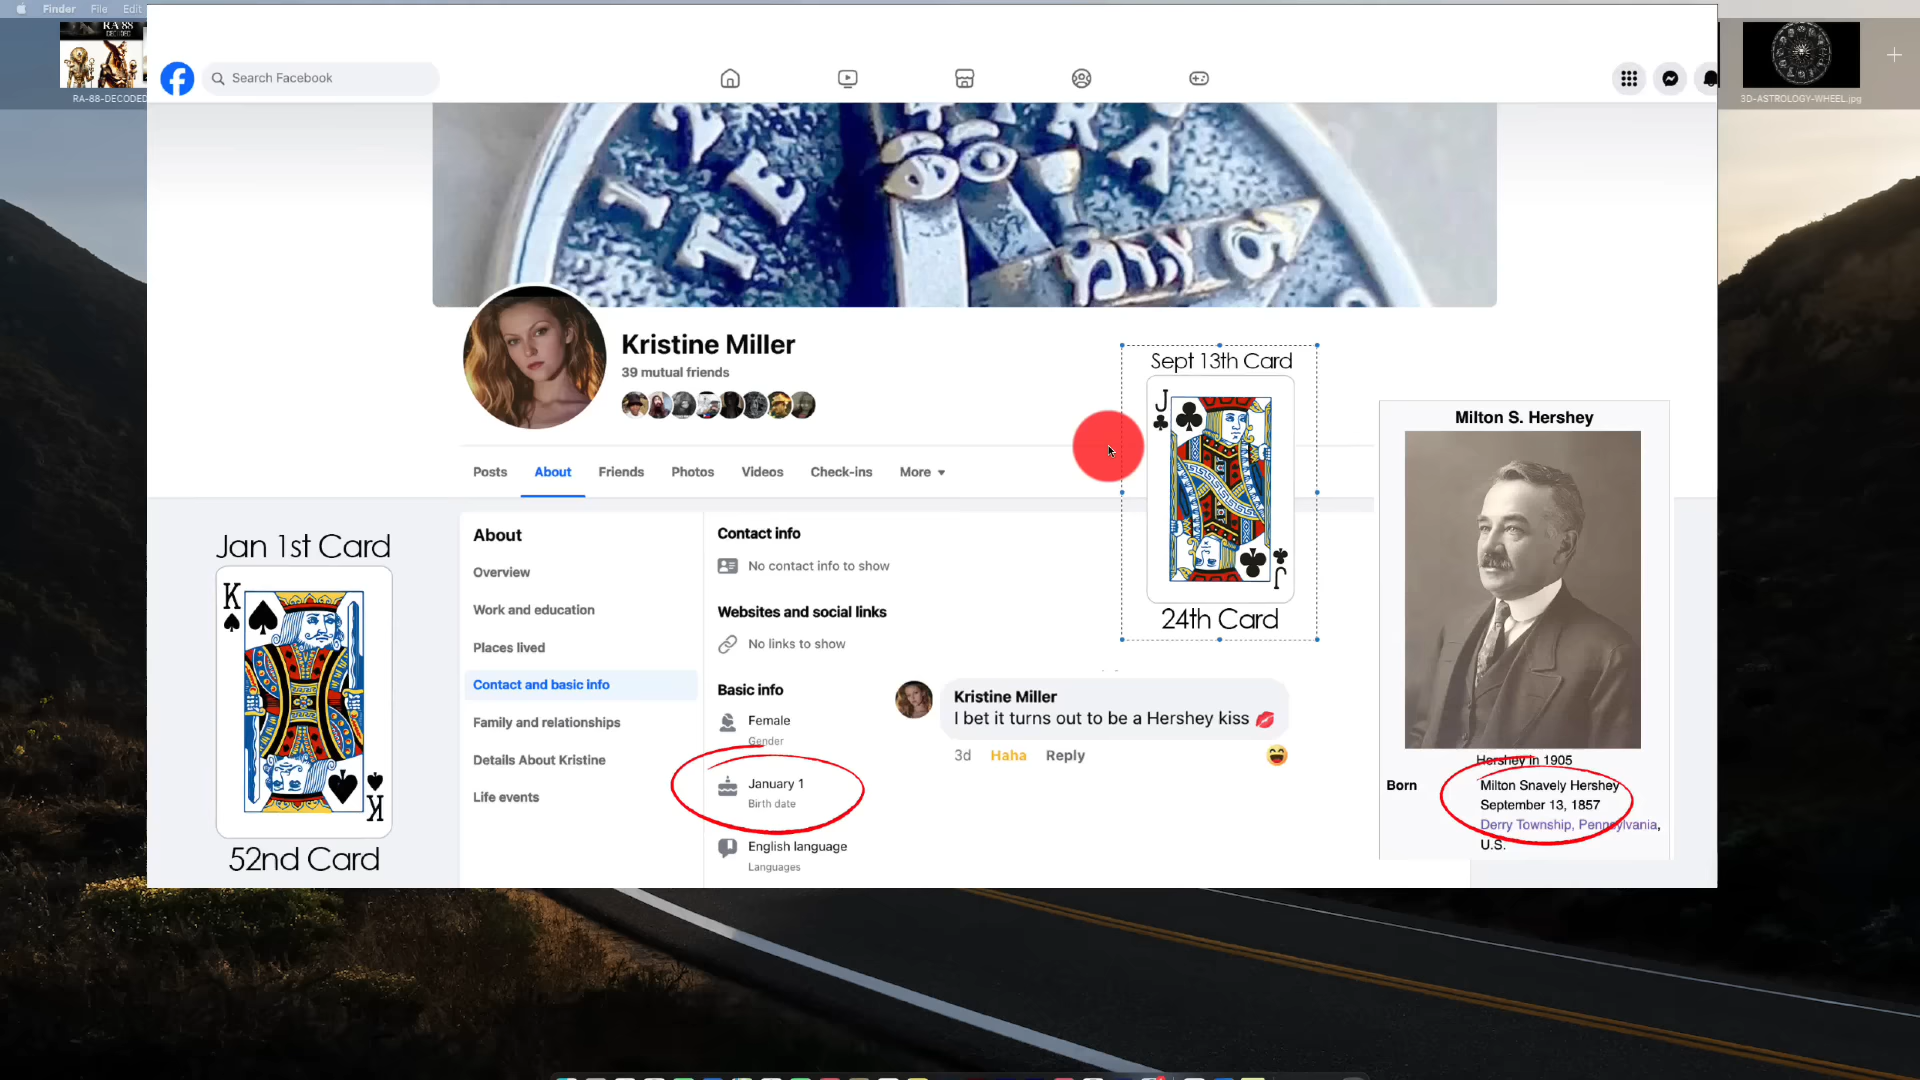 Finder File Edit
RA 88
DECODED
RA-88-DECODED
3D-ASTROLOGY-WHEEL.jpg
Search Facebook
Kristine Miller
39 mutual friends
Posts About Friends Photos Videos Check-ins More
Sept 13th Card
J
J
24th Card
Milton S. Hershey
Hershey in 1905
Born Milton Snavely Hershey
September 13, 1857
Derry Township, Pennsylvania,
U.S.
Jan 1st Card
K
K
52nd Card
About
Overview
Work and education
Places lived
Contact and basic info
Family and relationships
Details About Kristine
Life events
Contact info
No contact info to show
Websites and social links
No links to show
Basic info
Female
Gender
January 1
Birth date
English language
Languages
Kristine Miller
I bet it turns out to be a Hershey kiss 💋
3d Haha Reply